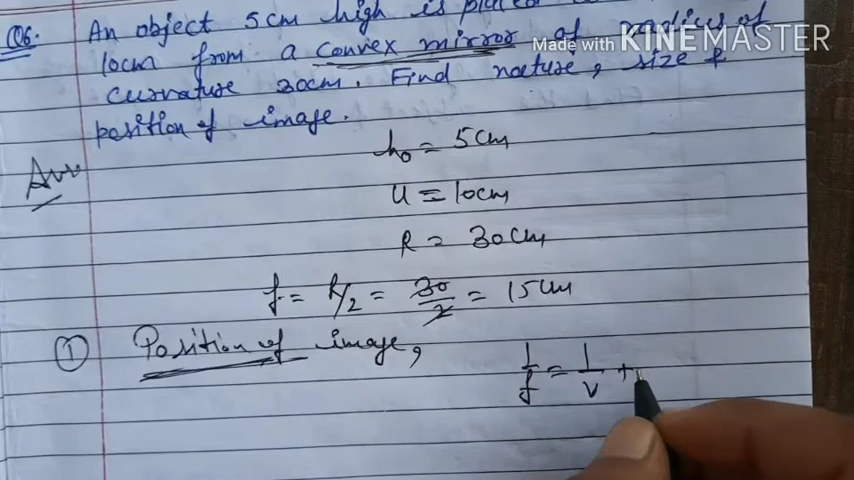 Q6. An object 5cm high is placed
10cm from a convex mirror of radius of
Made with KINEMASTER
curvature 30cm. Find nature, size &
position of image.
Ans
ho = 5cm
u = 10cm
R = 30cm
f = R/2 = 30/2 = 15cm
① Position of image,
1/f = 1/v +